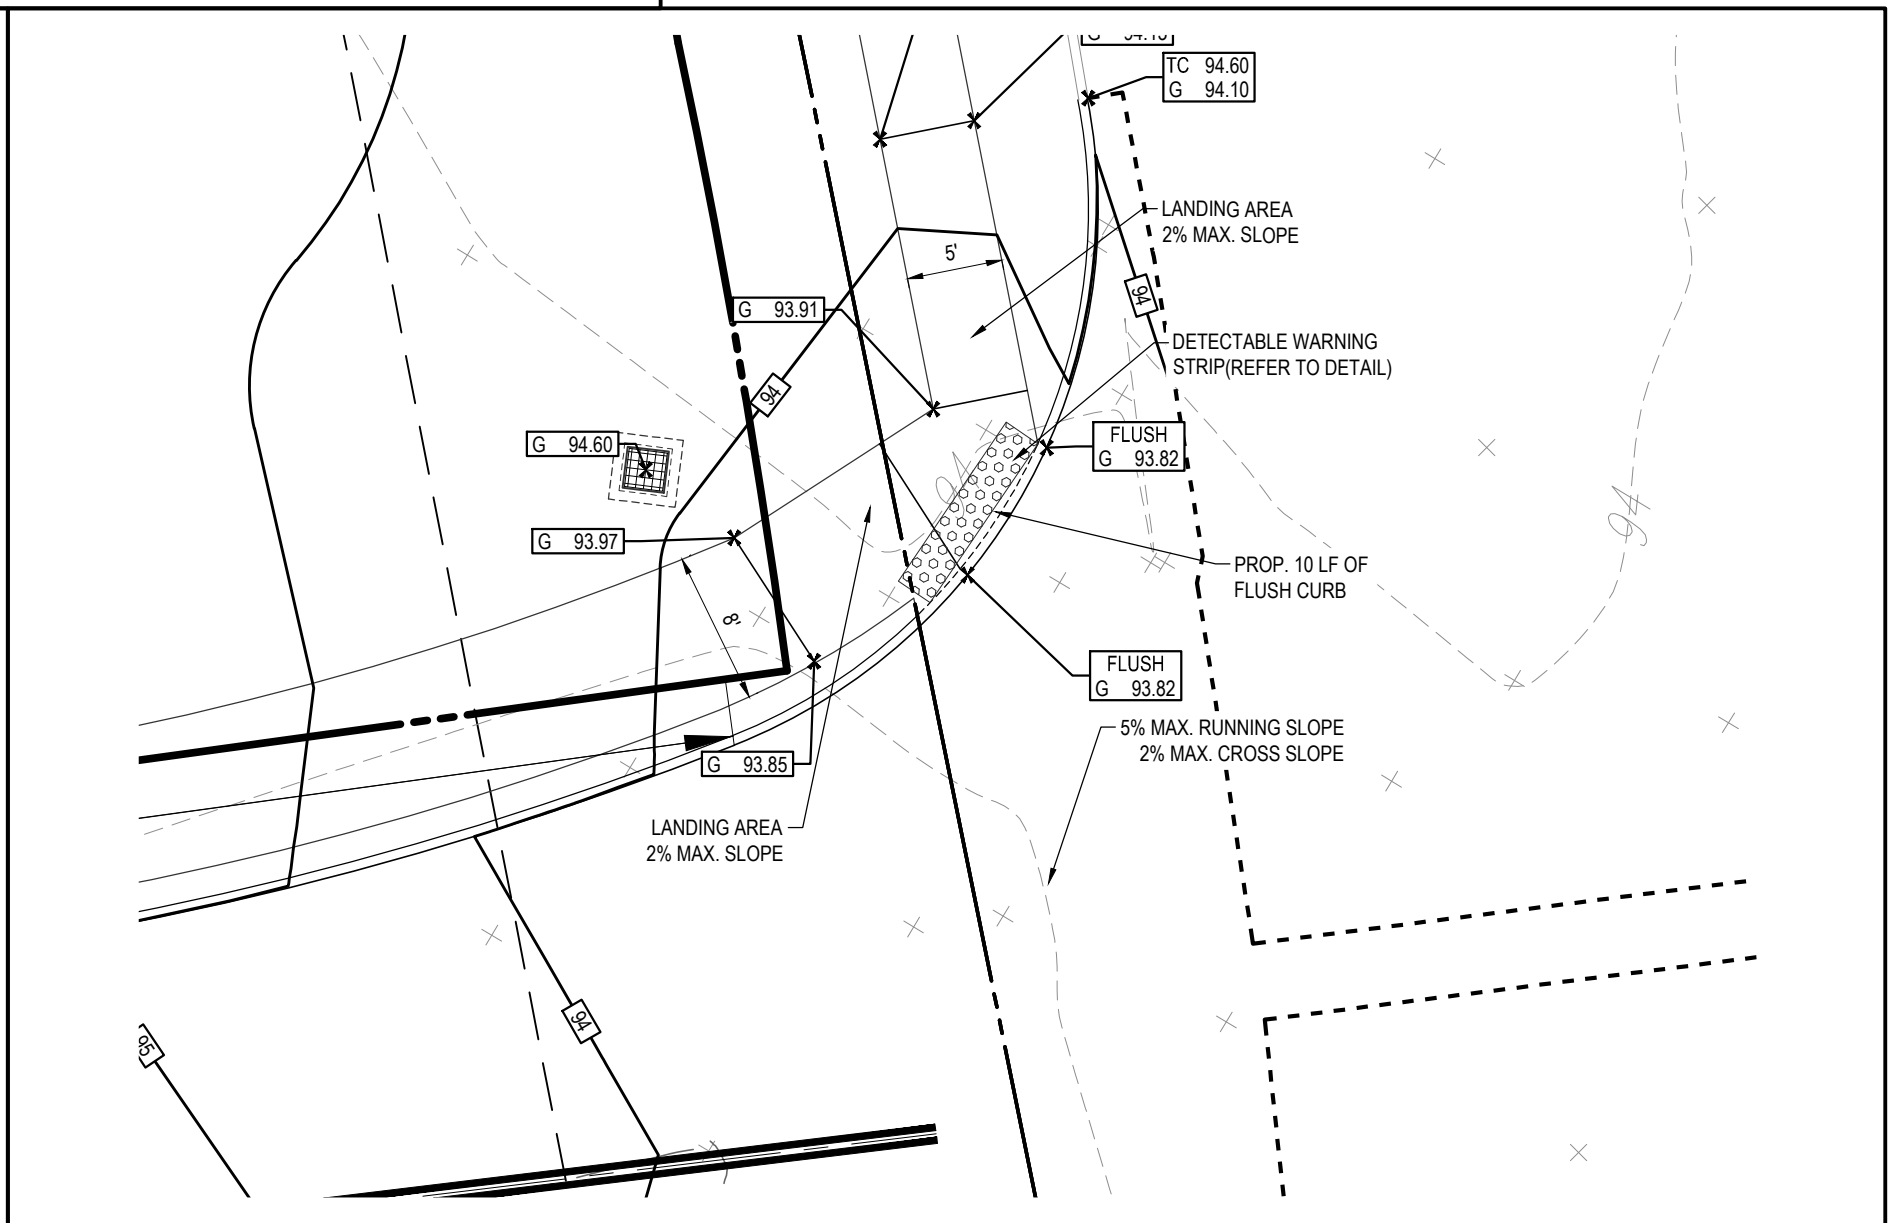 TC 94.60
G 94.10
LANDING AREA
2% MAX. SLOPE
5'
94
G 93.91
DETECTABLE WARNING
STRIP(REFER TO DETAIL)
94
FLUSH
G 93.82
G 94.60
94
94
G 93.97
PROP. 10 LF OF
FLUSH CURB
8'
FLUSH
G 93.82
5% MAX. RUNNING SLOPE
2% MAX. CROSS SLOPE
G 93.85
LANDING AREA
2% MAX. SLOPE
94
95